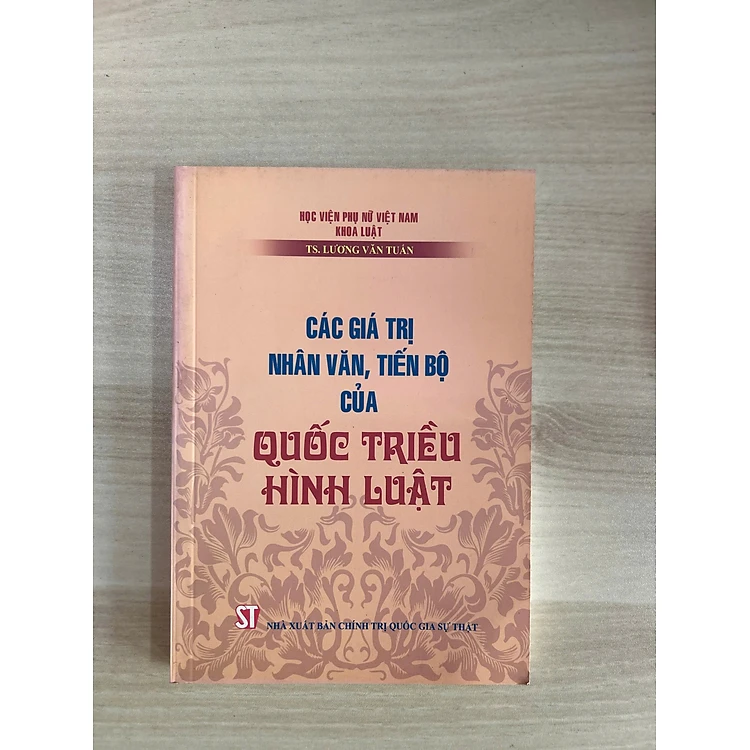 HỌC VIỆN PHỤ NỮ VIỆT NAM
KHOA LUẬT
TS. LƯƠNG VĂN TUẤN
CÁC GIÁ TRỊ
NHÂN VĂN, TIẾN BỘ
CỦA
QUỐC TRIỀU
HÌNH LUẬT
ST NHÀ XUẤT BẢN CHÍNH TRỊ QUỐC GIA SỰ THẬT